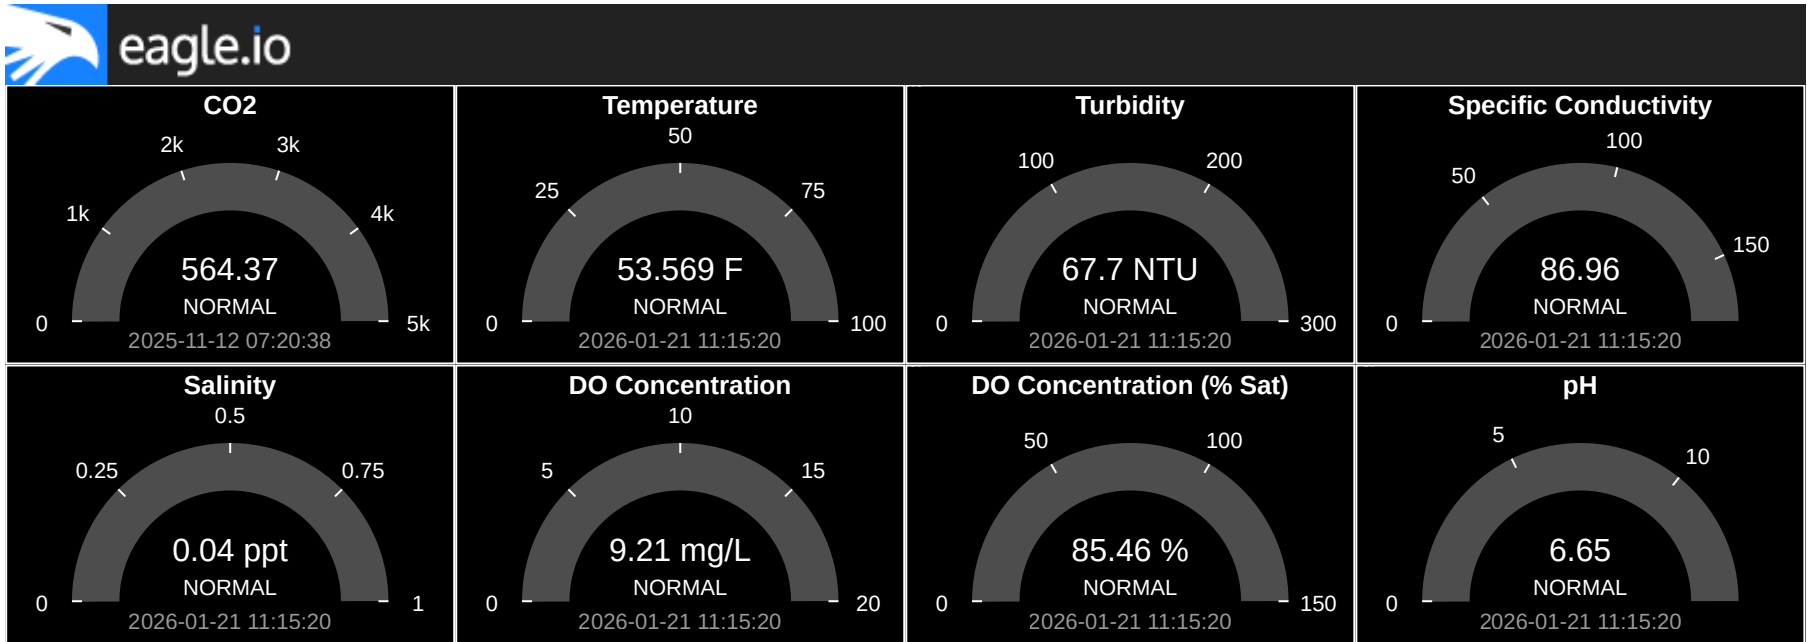 eagle.io
CO2
2k 3k
1k 4k
564.37
NORMAL
0 5k
2025-11-12 07:20:38
Temperature
50
25 75
53.569 F
NORMAL
0 100
2026-01-21 11:15:20
Turbidity
100 200
67.7 NTU
NORMAL
0 300
2026-01-21 11:15:20
Specific Conductivity
100
50
150
86.96
NORMAL
0
2026-01-21 11:15:20
Salinity
0.5
0.25 0.75
0.04 ppt
NORMAL
0 1
2026-01-21 11:15:20
DO Concentration
10
5 15
9.21 mg/L
NORMAL
0 20
2026-01-21 11:15:20
DO Concentration (% Sat)
50 100
85.46 %
NORMAL
0 150
2026-01-21 11:15:20
pH
5
10
6.65
NORMAL
0
2026-01-21 11:15:20